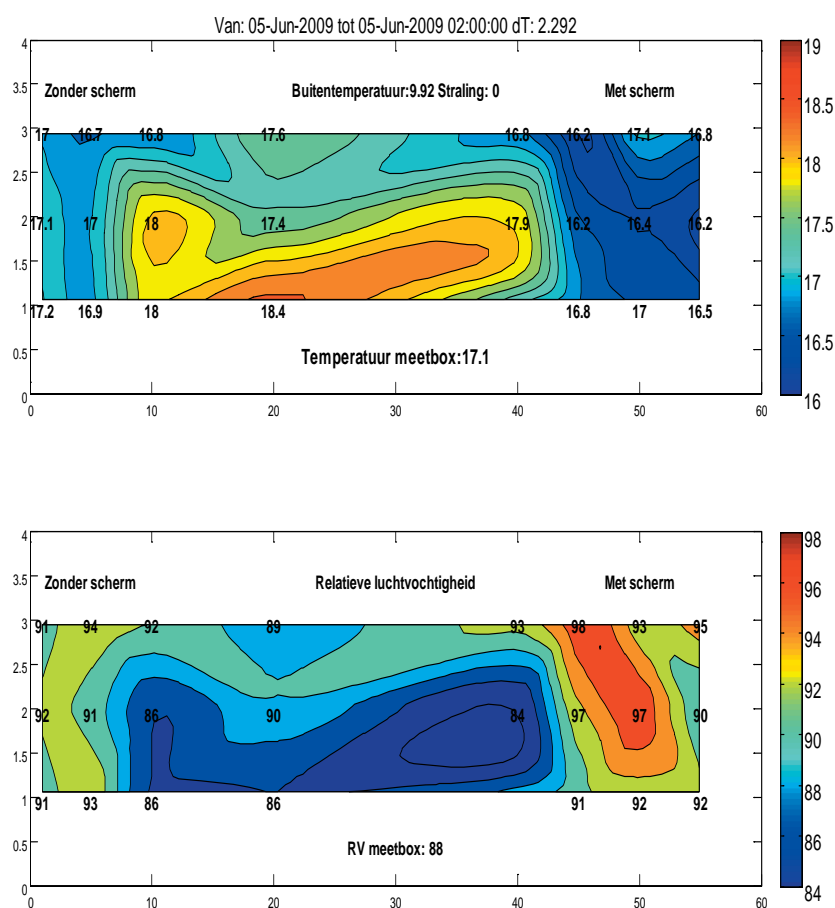 Van: 05-Jun-2009 tot 05-Jun-2009 02:00:00 dT: 2.292
4
3.5
3
2.5
2
1.5
1
0.5
0
Zonder scherm Buitentemperatuur:9.92 Straling: 0 Met scherm
17 16.7 16.8 17.6 16.8 16.2 17.1 16.8
17.1 17 18 17.4 17.9 16.2 16.4 16.2
17.2 16.9 18 18.4 16.8 17 16.5
Temperatuur meetbox:17.1
0 10 20 30 40 50 60
19
18.5
18
17.5
17
16.5
16
4
3.5
3
2.5
2
1.5
1
0.5
0
Zonder scherm Relatieve luchtvochtigheid Met scherm
91 94 92 89 93 98 93 95
92 91 86 90 84 97 97 90
91 93 86 86 91 92 92
RV meetbox: 88
0 10 20 30 40 50 60
98
96
94
92
90
88
86
84